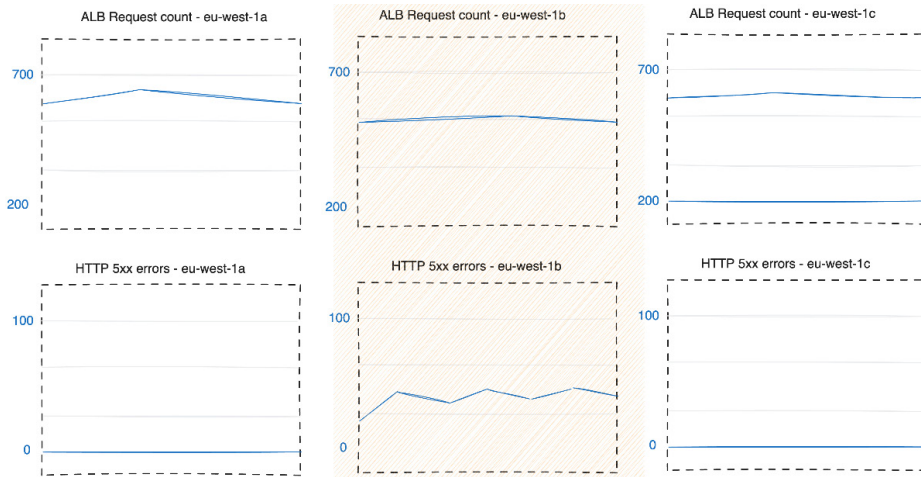 ALB Request count - eu-west-1a
700
200
ALB Request count - eu-west-1b
700
200
ALB Request count - eu-west-1c
700
200
HTTP 5xx errors - eu-west-1a
100
0
HTTP 5xx errors - eu-west-1b
100
0
HTTP 5xx errors - eu-west-1c
100
0